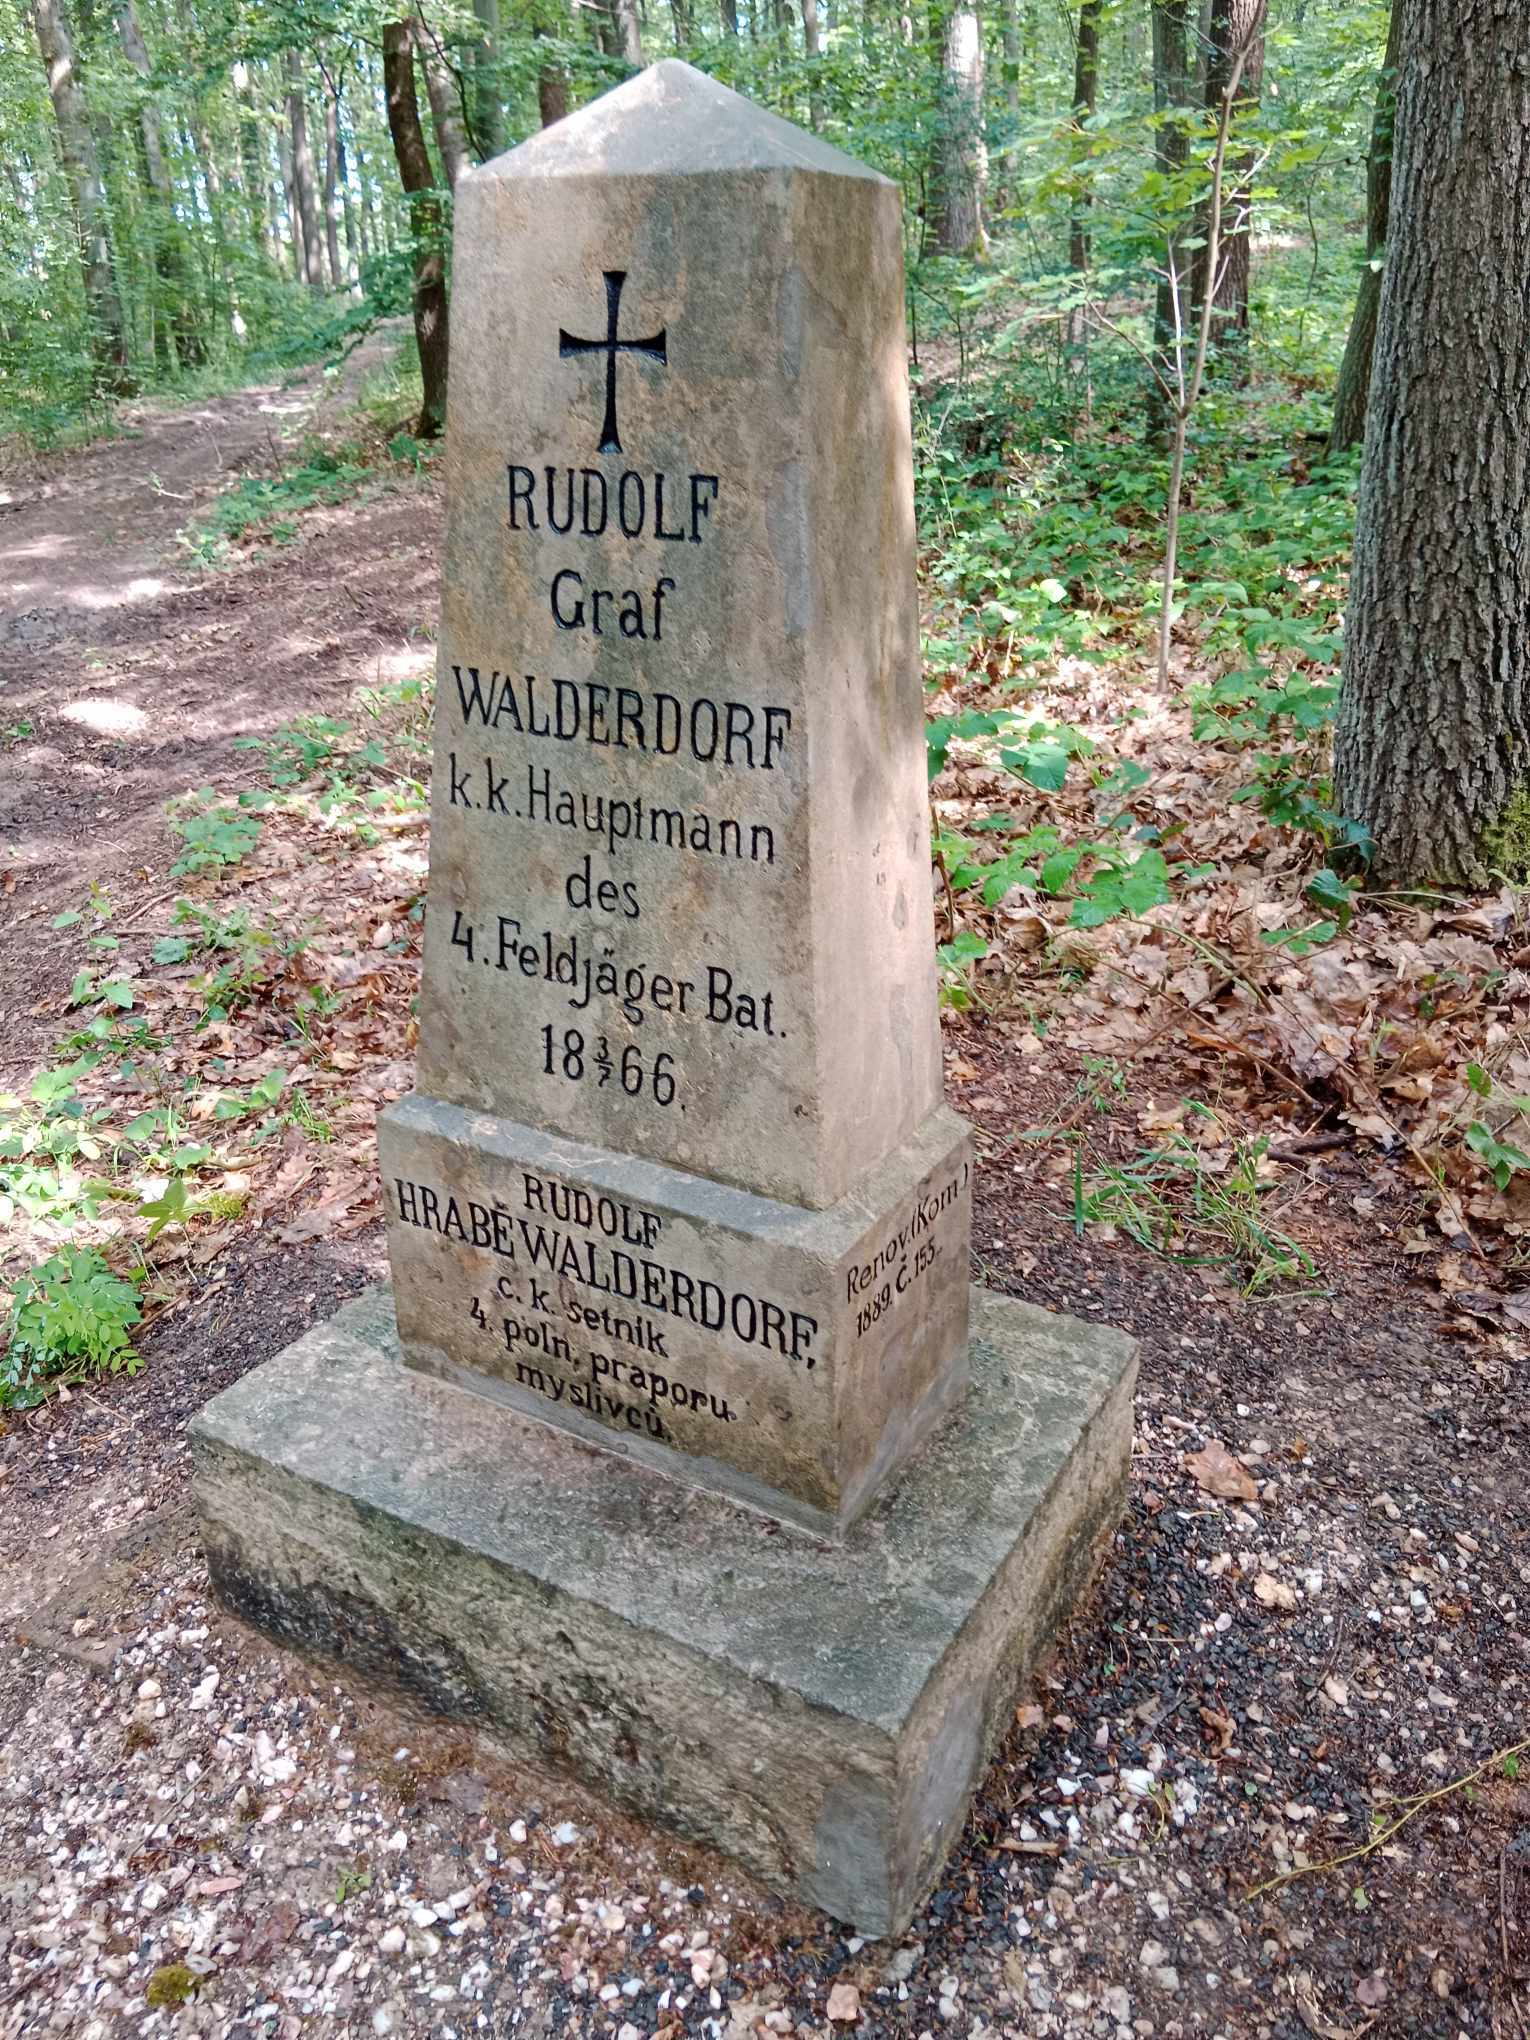 RUDOLF
Graf
WALDERDORF
k.k. Hauptmann
des
4. Feldjäger Bat.
18 3/7 66.
RUDOLF
HRABĚ WALDERDORF,
c. k. setník
4. poln. praporu
myslivců.
Renov. (Kom.)
1889. Č. 155.